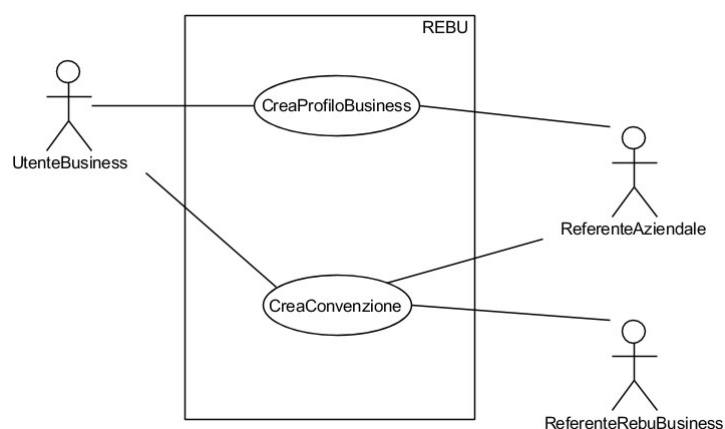 REBU
CreaProfiloBusiness
UtenteBusiness
ReferenteAziendale
CreaConvenzione
ReferenteRebuBusiness